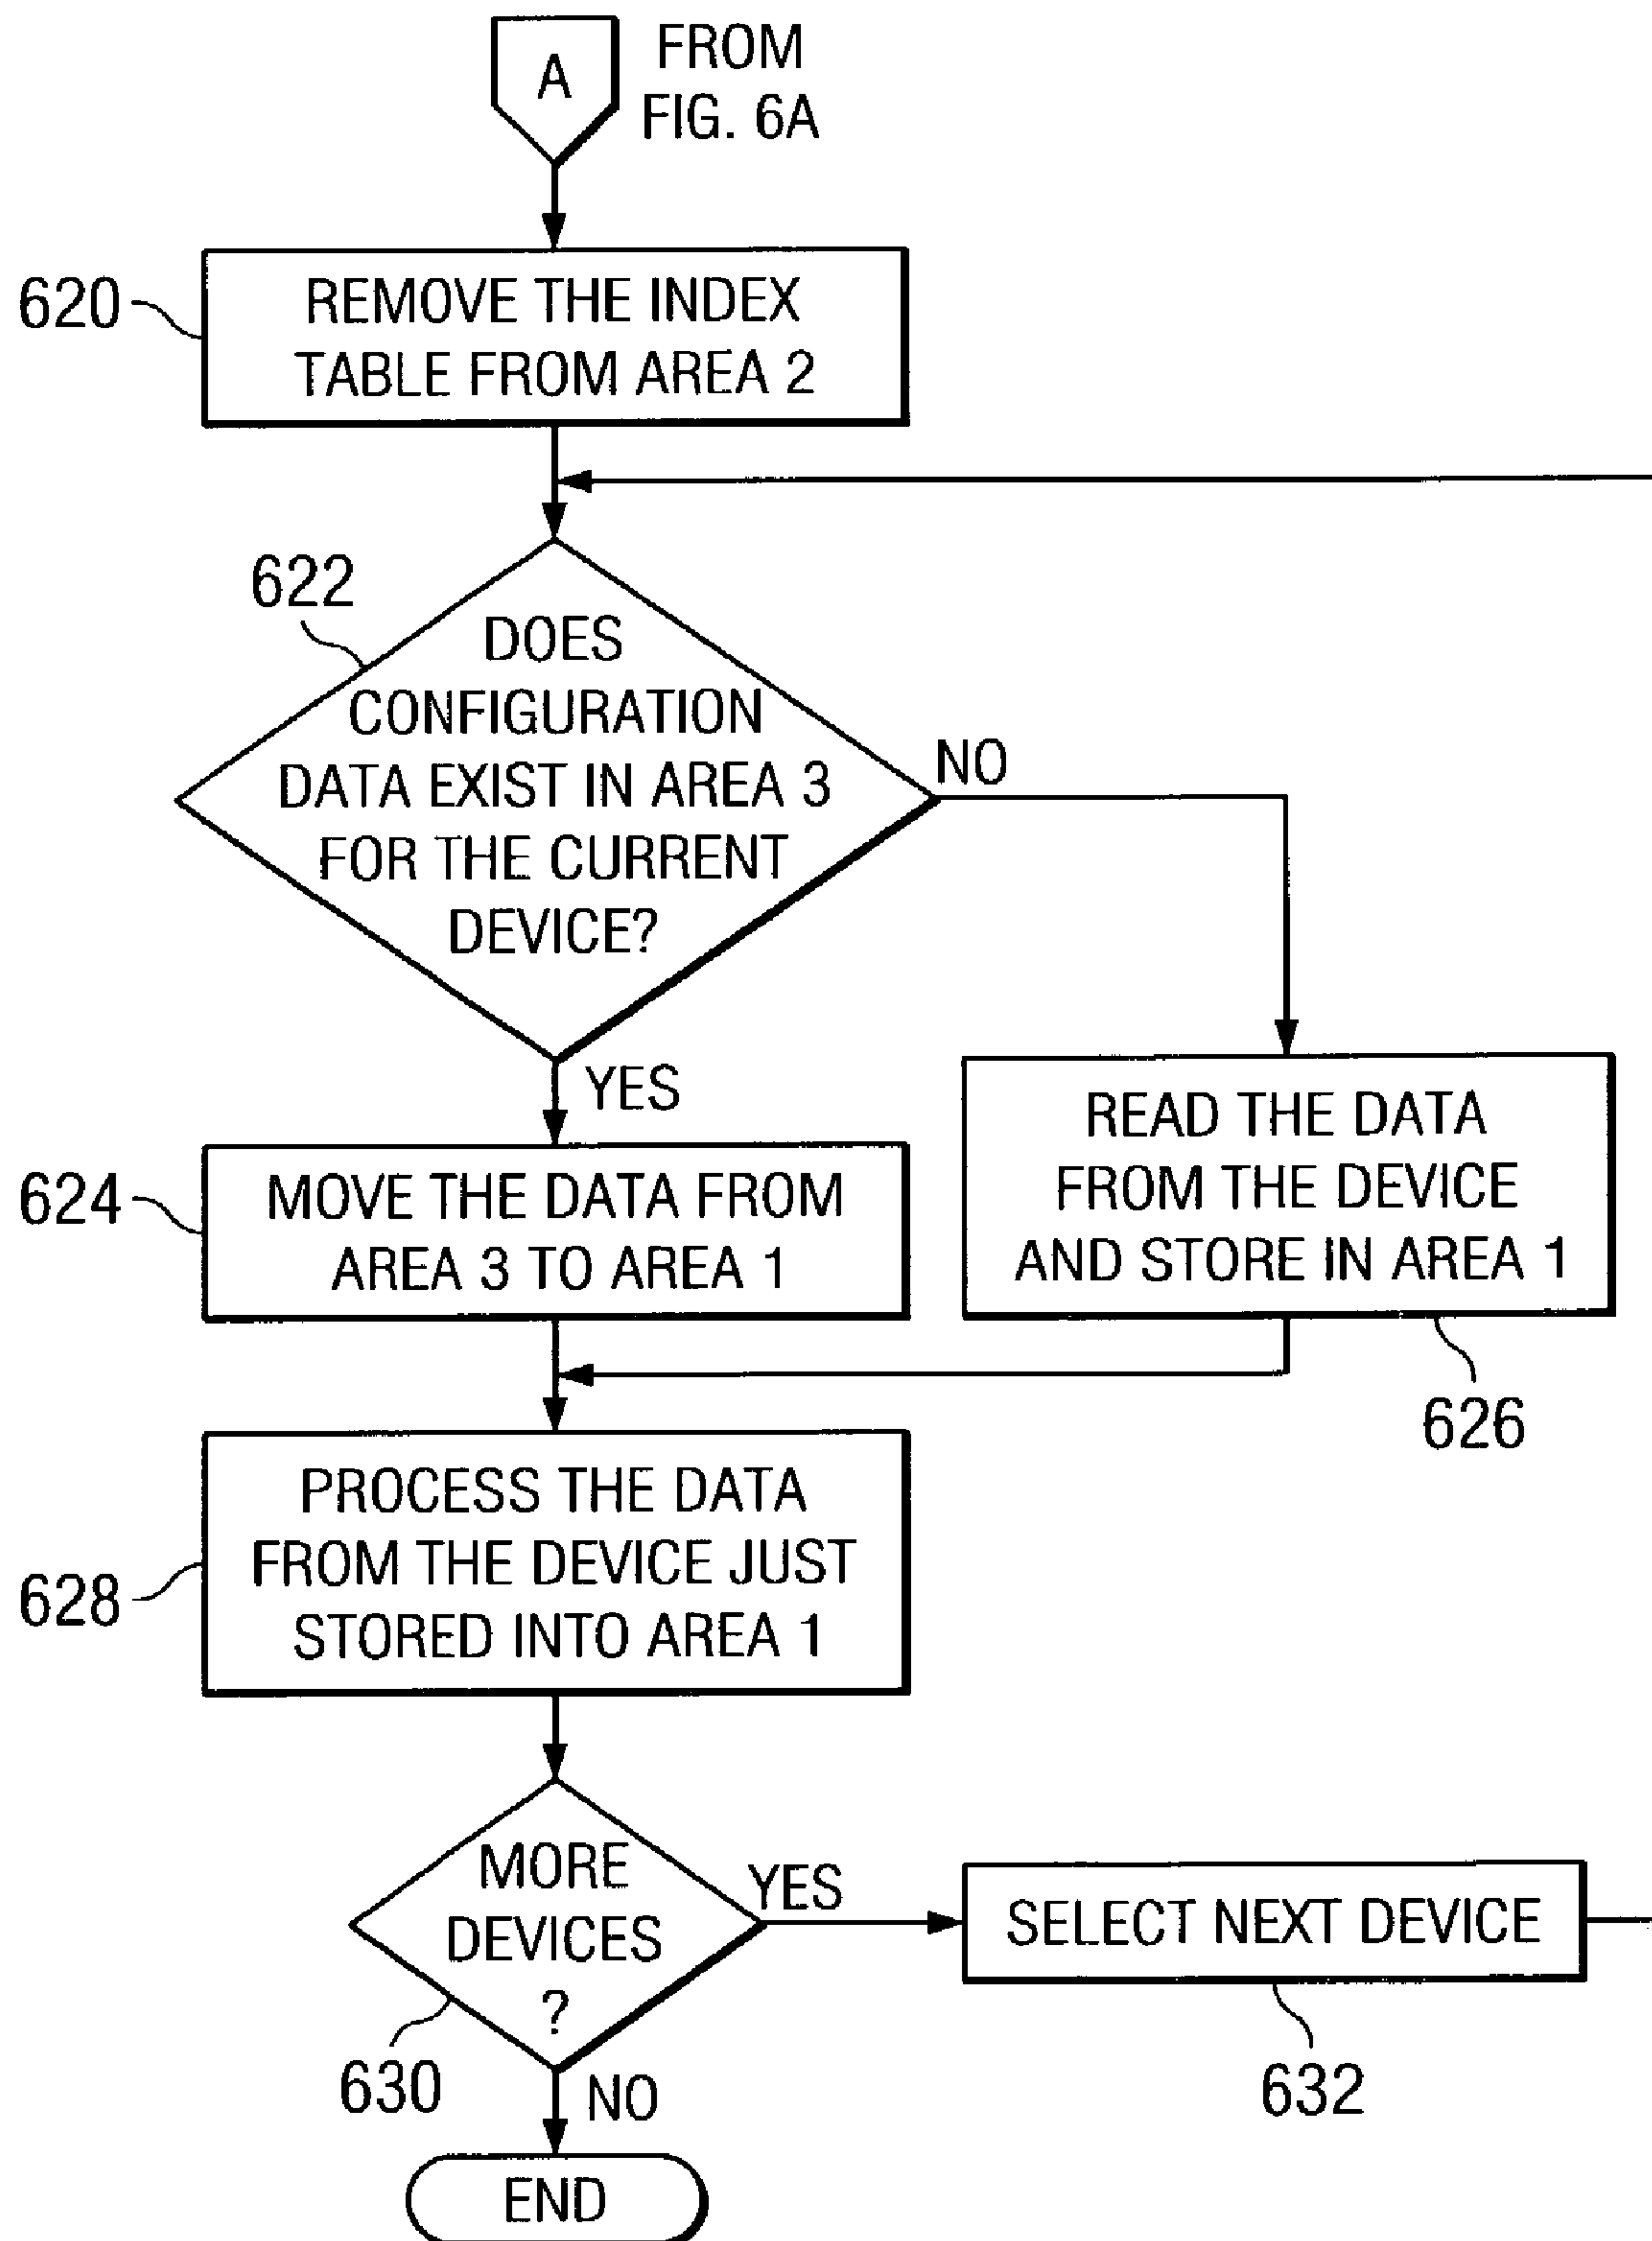 A
FROM
FIG. 6A
620
REMOVE THE INDEX
TABLE FROM AREA 2
622
DOES
CONFIGURATION
DATA EXIST IN AREA 3
FOR THE CURRENT
DEVICE?
NO
YES
624
MOVE THE DATA FROM
AREA 3 TO AREA 1
READ THE DATA
FROM THE DEVICE
AND STORE IN AREA 1
626
628
PROCESS THE DATA
FROM THE DEVICE JUST
STORED INTO AREA 1
MORE
DEVICES
?
YES
SELECT NEXT DEVICE
630
NO
632
END